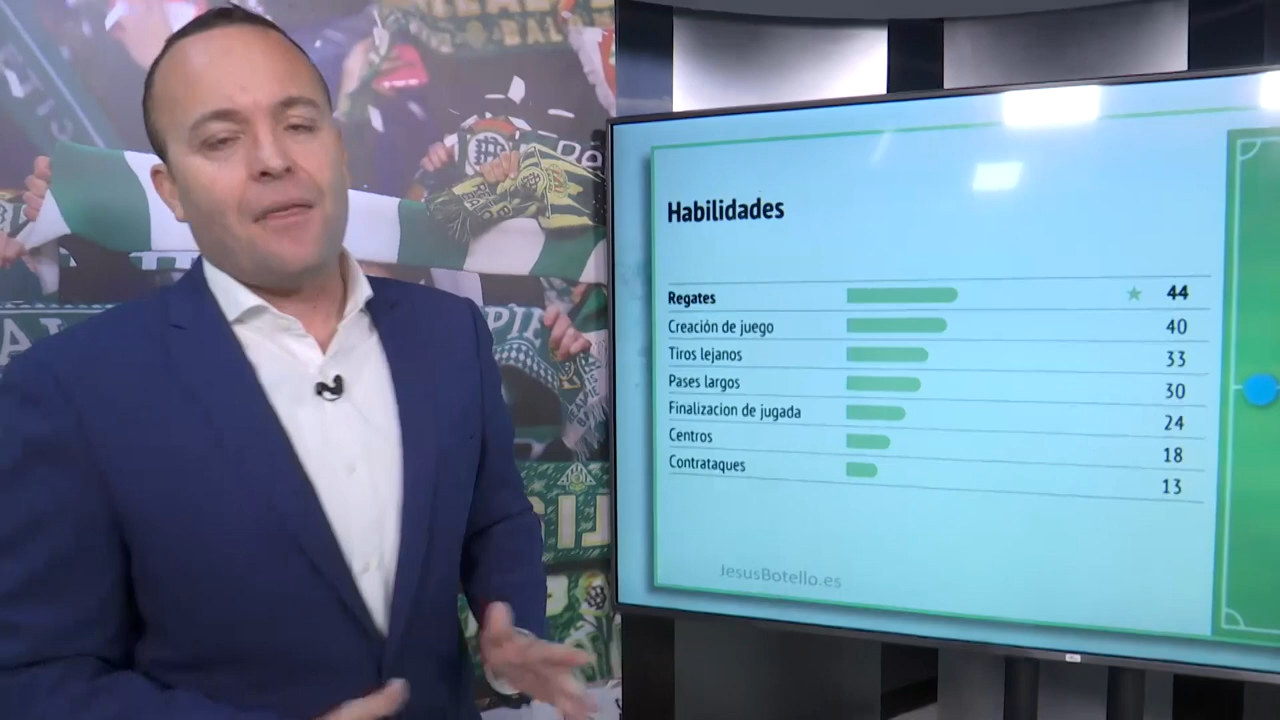 Habilidades
Regates ★ 44
Creación de juego 40
Tiros lejanos 33
Pases largos 30
Finalizacion de jugada 24
Centros 18
Contrataques 13
JesusBotello.es